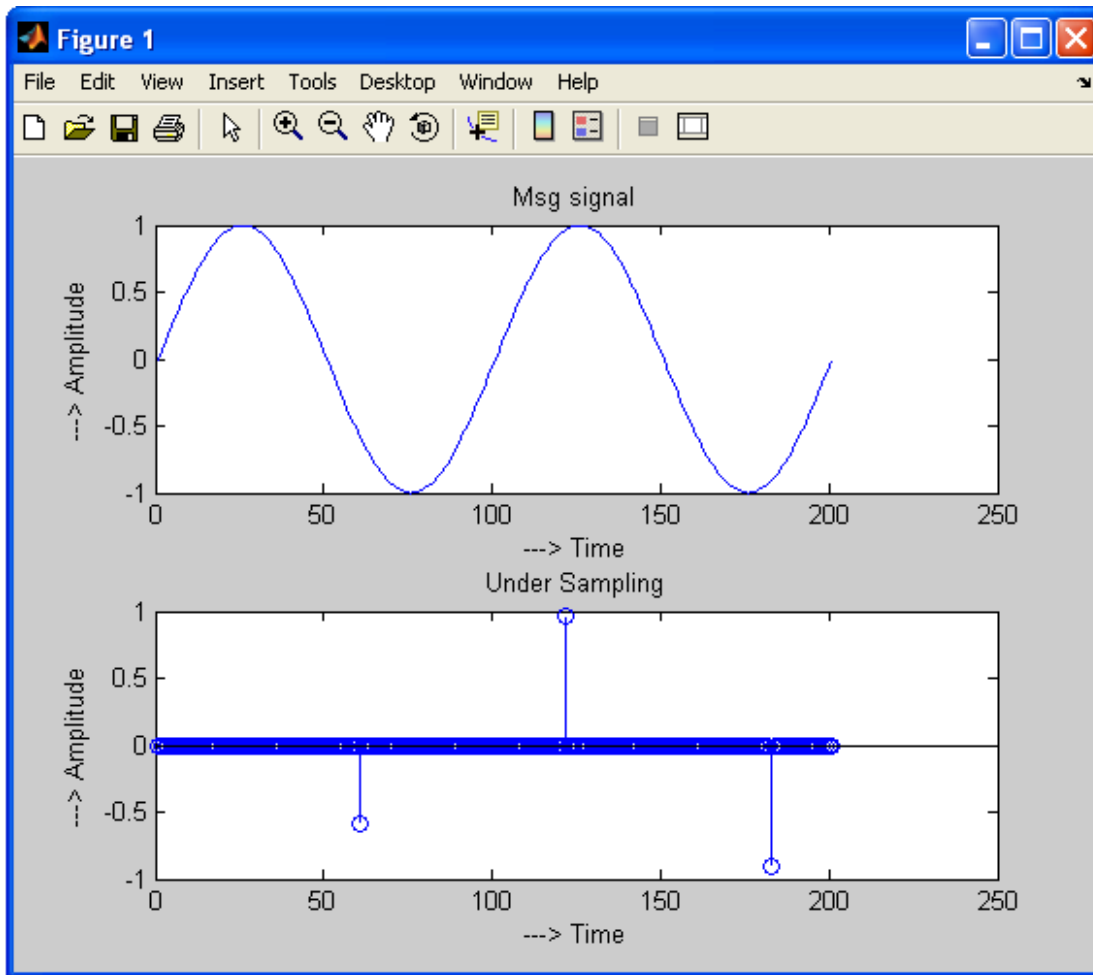 Figure 1
File Edit View Insert Tools Desktop Window Help
Msg signal
1
0.5
0
-0.5
-1
---> Amplitude
0 50 100 150 200 250
---> Time
Under Sampling
1
0.5
0
-0.5
-1
---> Amplitude
0 50 100 150 200 250
---> Time